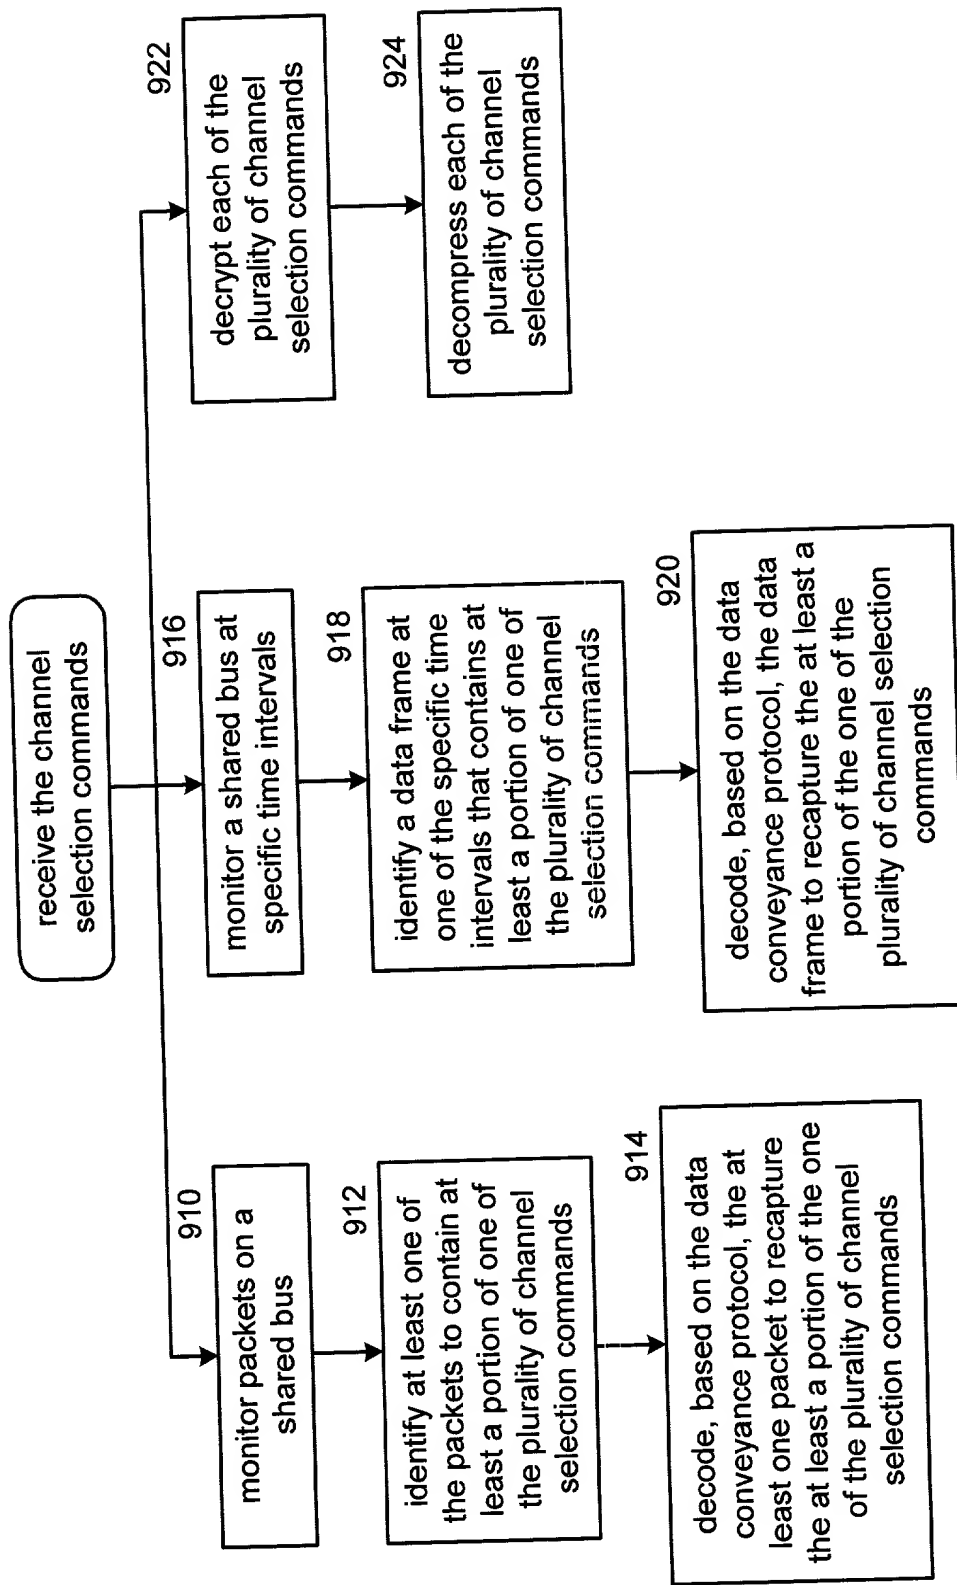 receive the channel
selection commands
910
monitor packets on a
shared bus
912
identify at least one of
the packets to contain at
least a portion of one of
the plurality of channel
selection commands
914
decode, based on the data
conveyance protocol, the at
least one packet to recapture
the at least a portion of the one
of the plurality of channel
selection commands
916
monitor a shared bus at
specific time intervals
918
identify a data frame at
one of the specific time
intervals that contains at
least a portion of one of
the plurality of channel
selection commands
920
decode, based on the data
conveyance protocol, the data
frame to recapture the at least a
portion of the one of the
plurality of channel selection
commands
922
decrypt each of the
plurality of channel
selection commands
924
decompress each of the
plurality of channel
selection commands